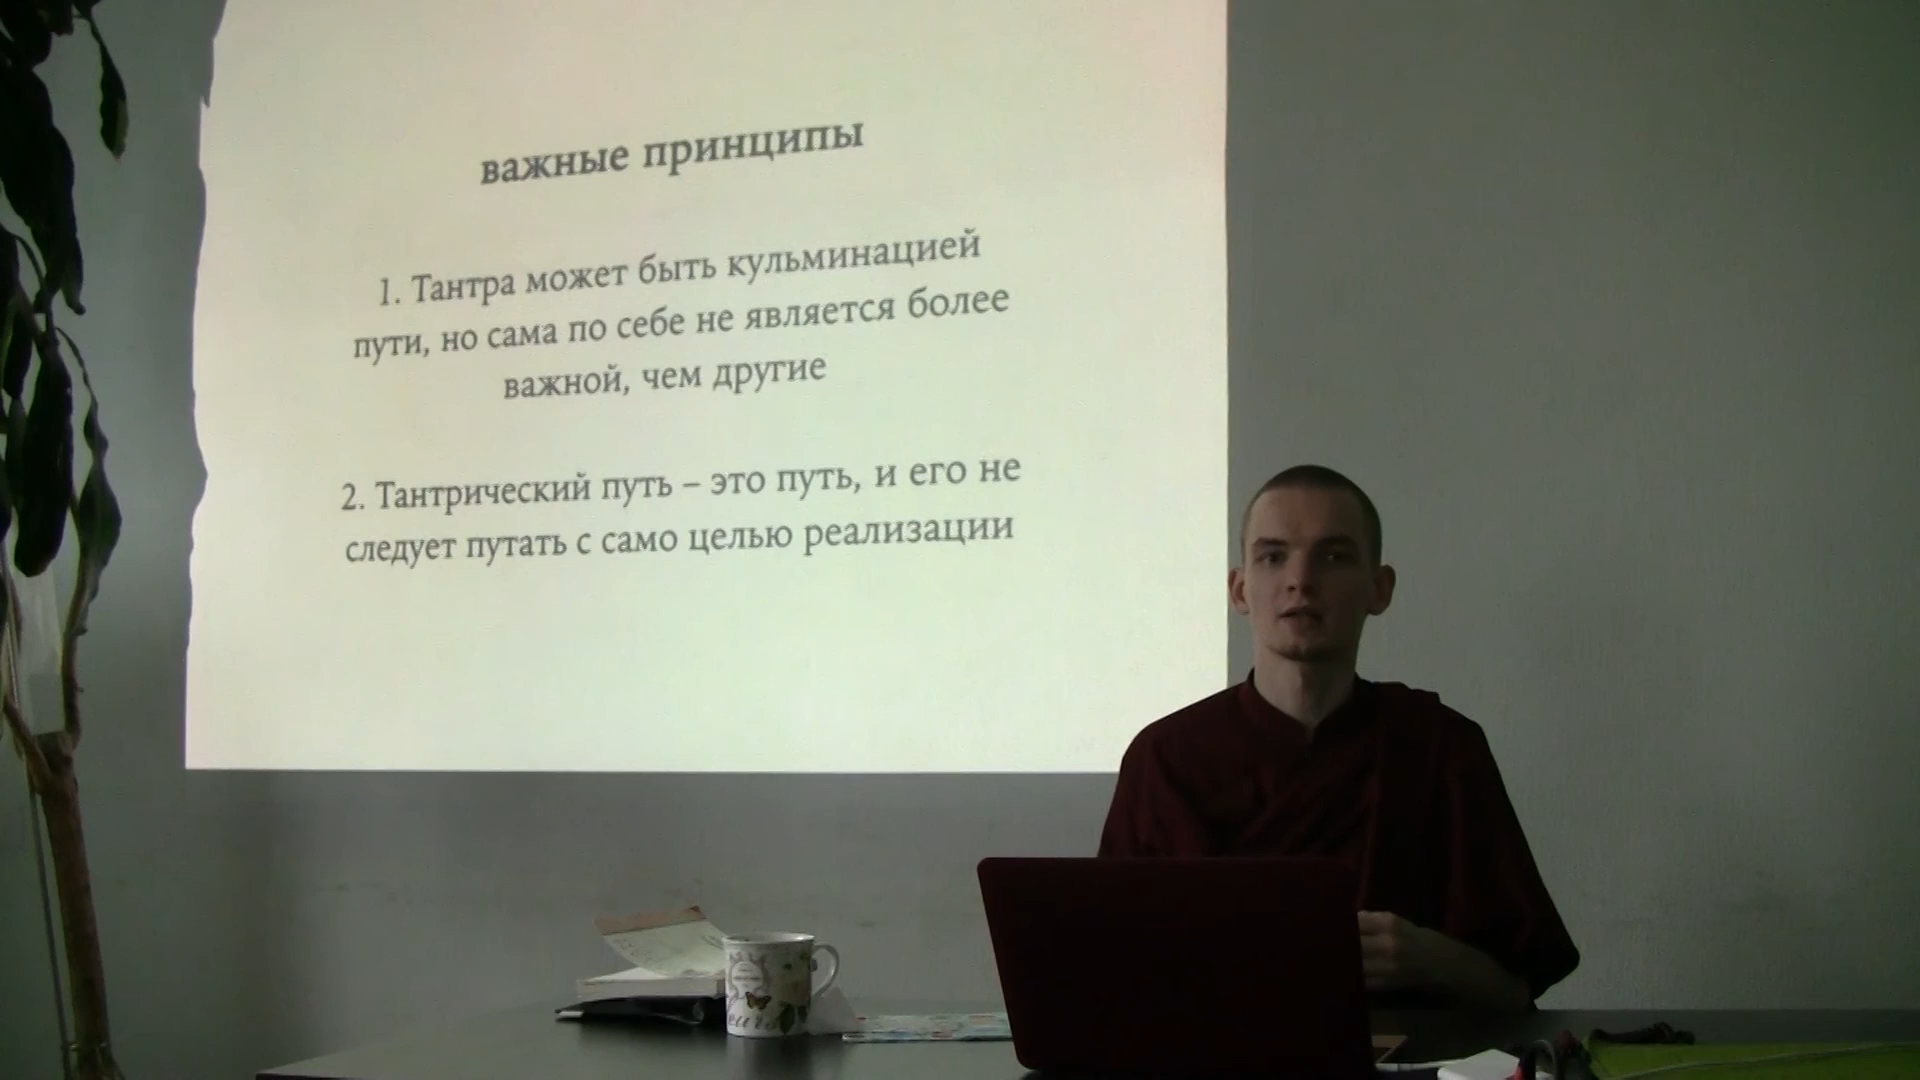 важные принципы
1. Тантра может быть кульминацией
пути, но сама по себе не является более
важной, чем другие
2. Тантрический путь – это путь, и его не
следует путать с само целью реализации